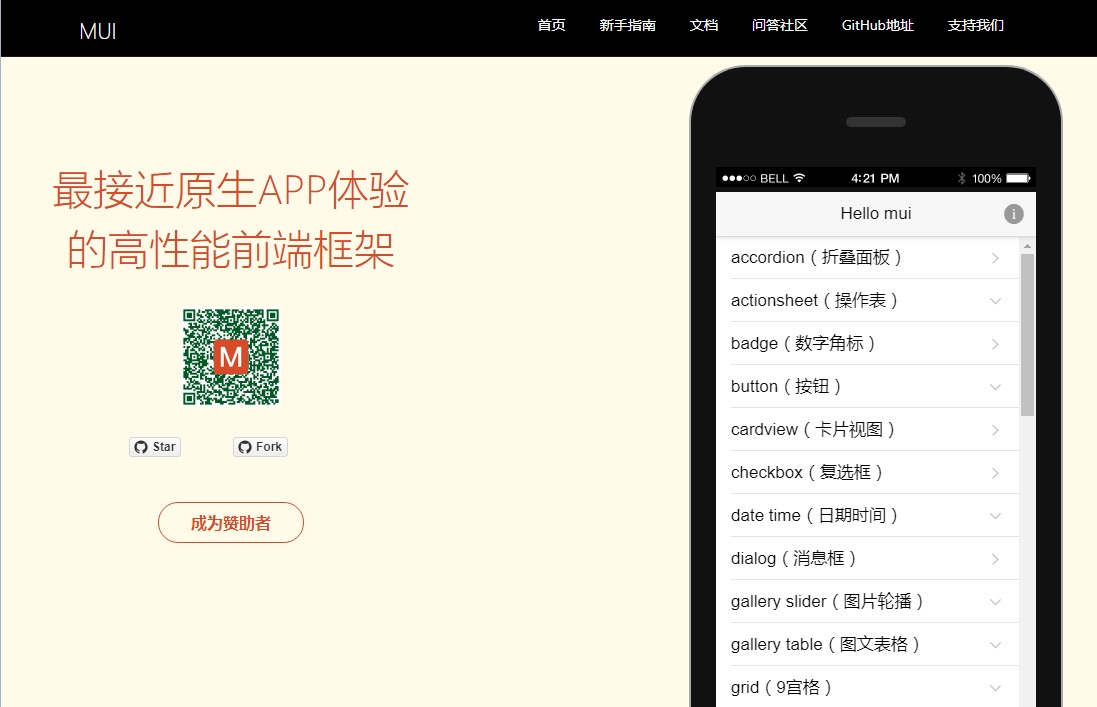 MUI
首页 新手指南 文档 问答社区 GitHub地址 支持我们
最接近原生APP体验
的高性能前端框架
M
Star Fork
成为赞助者
BELL 4:21 PM 100%
Hello mui
accordion（折叠面板）
actionsheet（操作表）
badge（数字角标）
button（按钮）
cardview（卡片视图）
checkbox（复选框）
date time（日期时间）
dialog（消息框）
gallery slider（图片轮播）
gallery table（图文表格）
grid（9宫格）